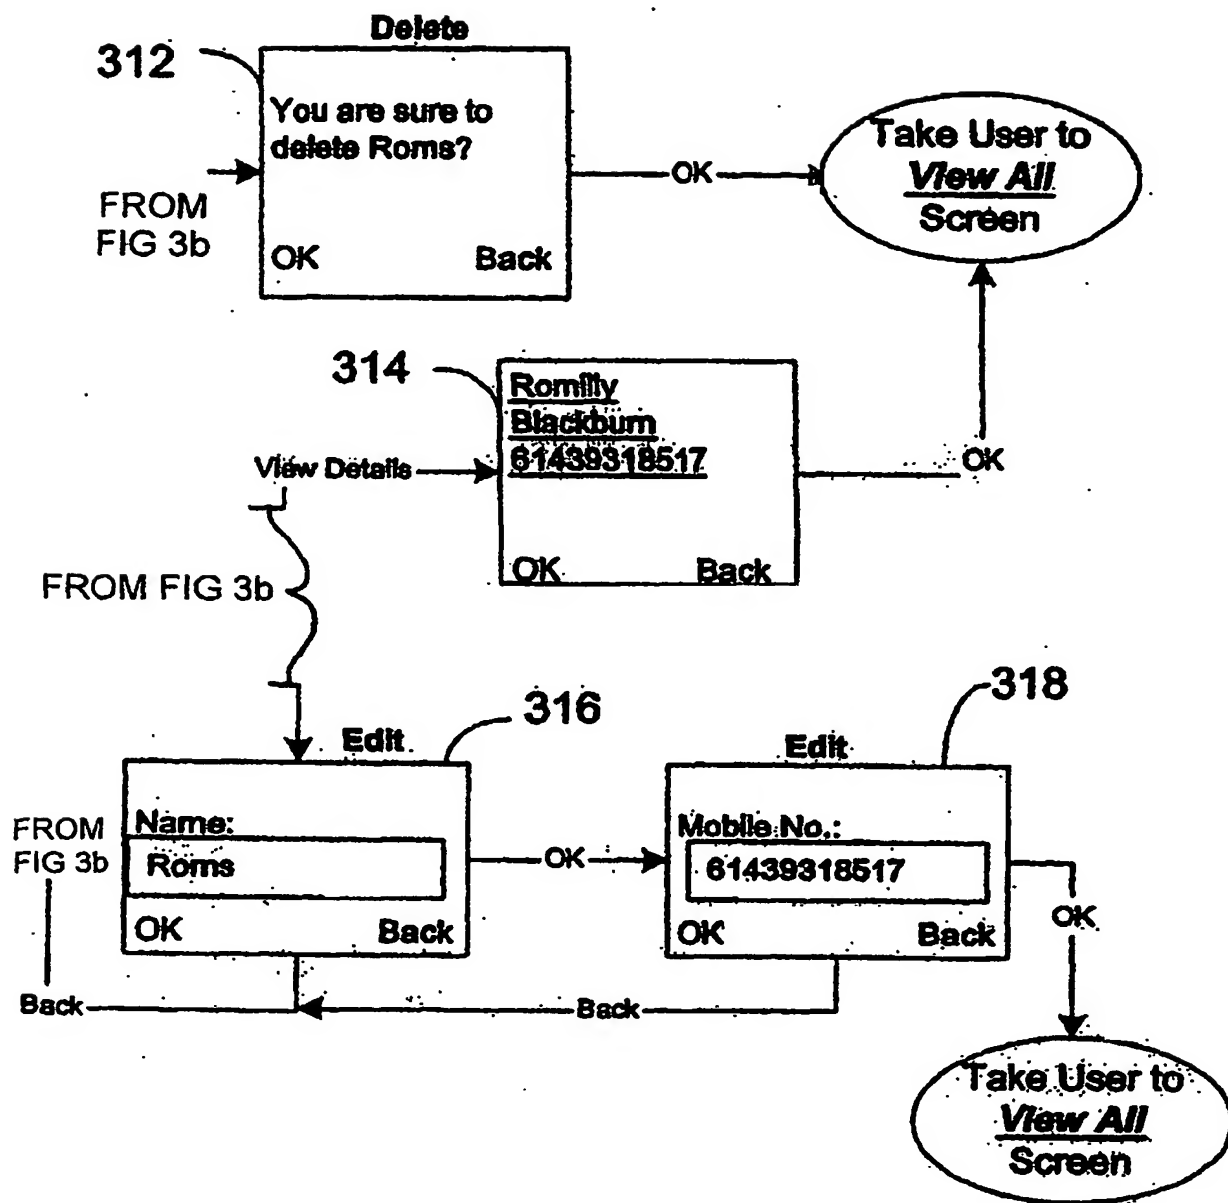 Delete
312
You are sure to
delete Roms?
OK Back
FROM
FIG 3b
OK
Take User to
View All
Screen
314
Romilly
Blackburn
61439318517
OK Back
View Details
OK
FROM FIG 3b
316
Edit
Name:
Roms
OK Back
FROM
FIG 3b
OK
318
Edit
Mobile No.:
61439318517
OK Back
OK
Back
Back
Take User to
View All
Screen